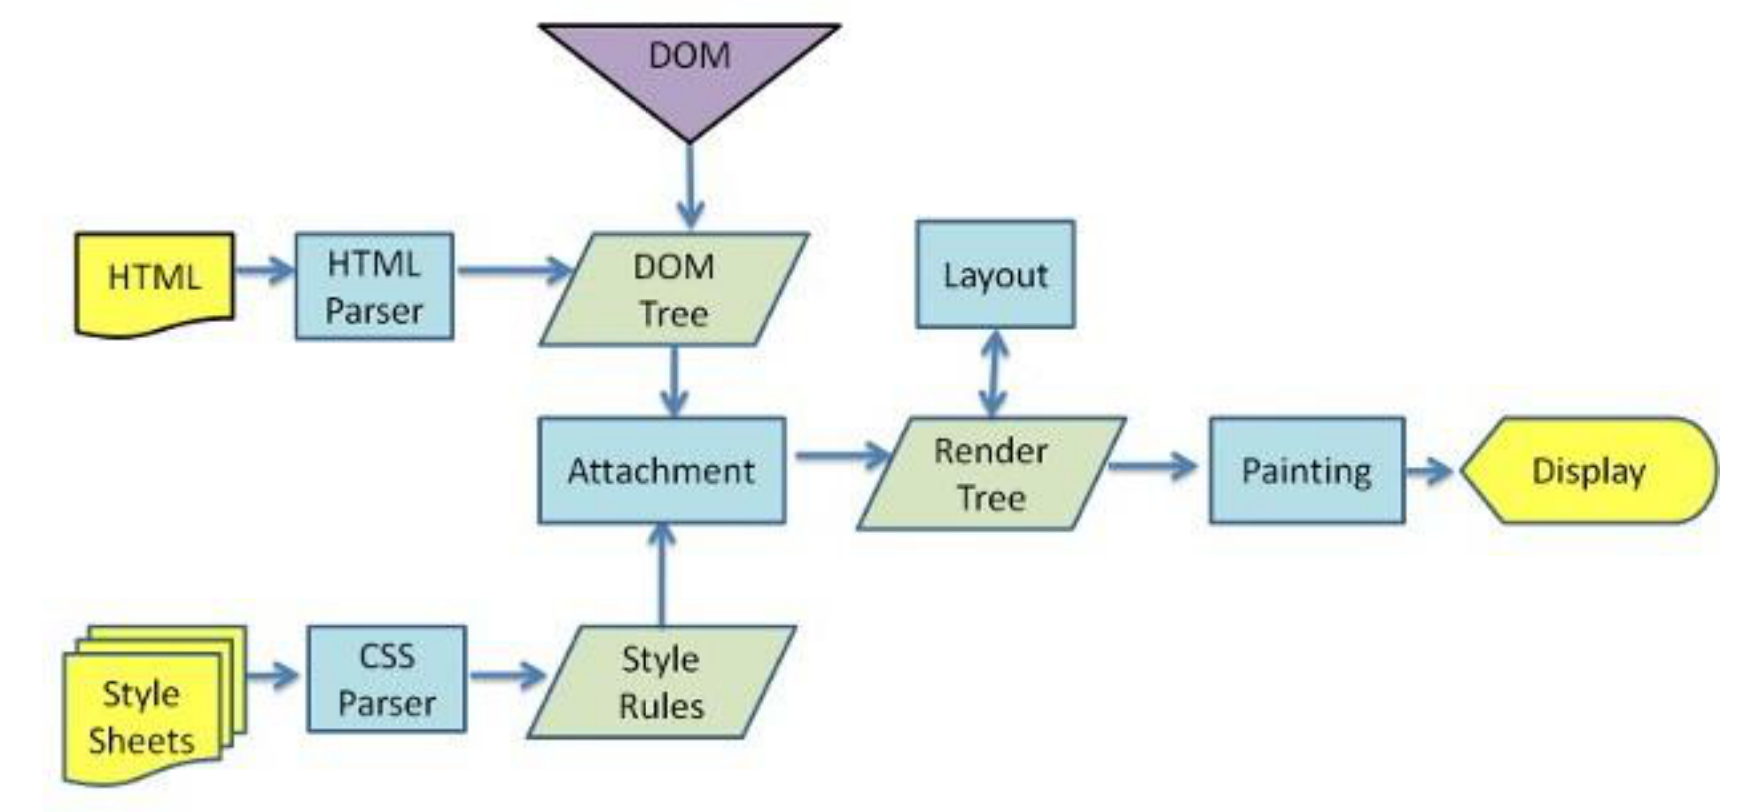 DOM
HTML
HTML
Parser
DOM
Tree
Layout
Attachment
Render
Tree
Painting
Display
Style
Sheets
CSS
Parser
Style
Rules